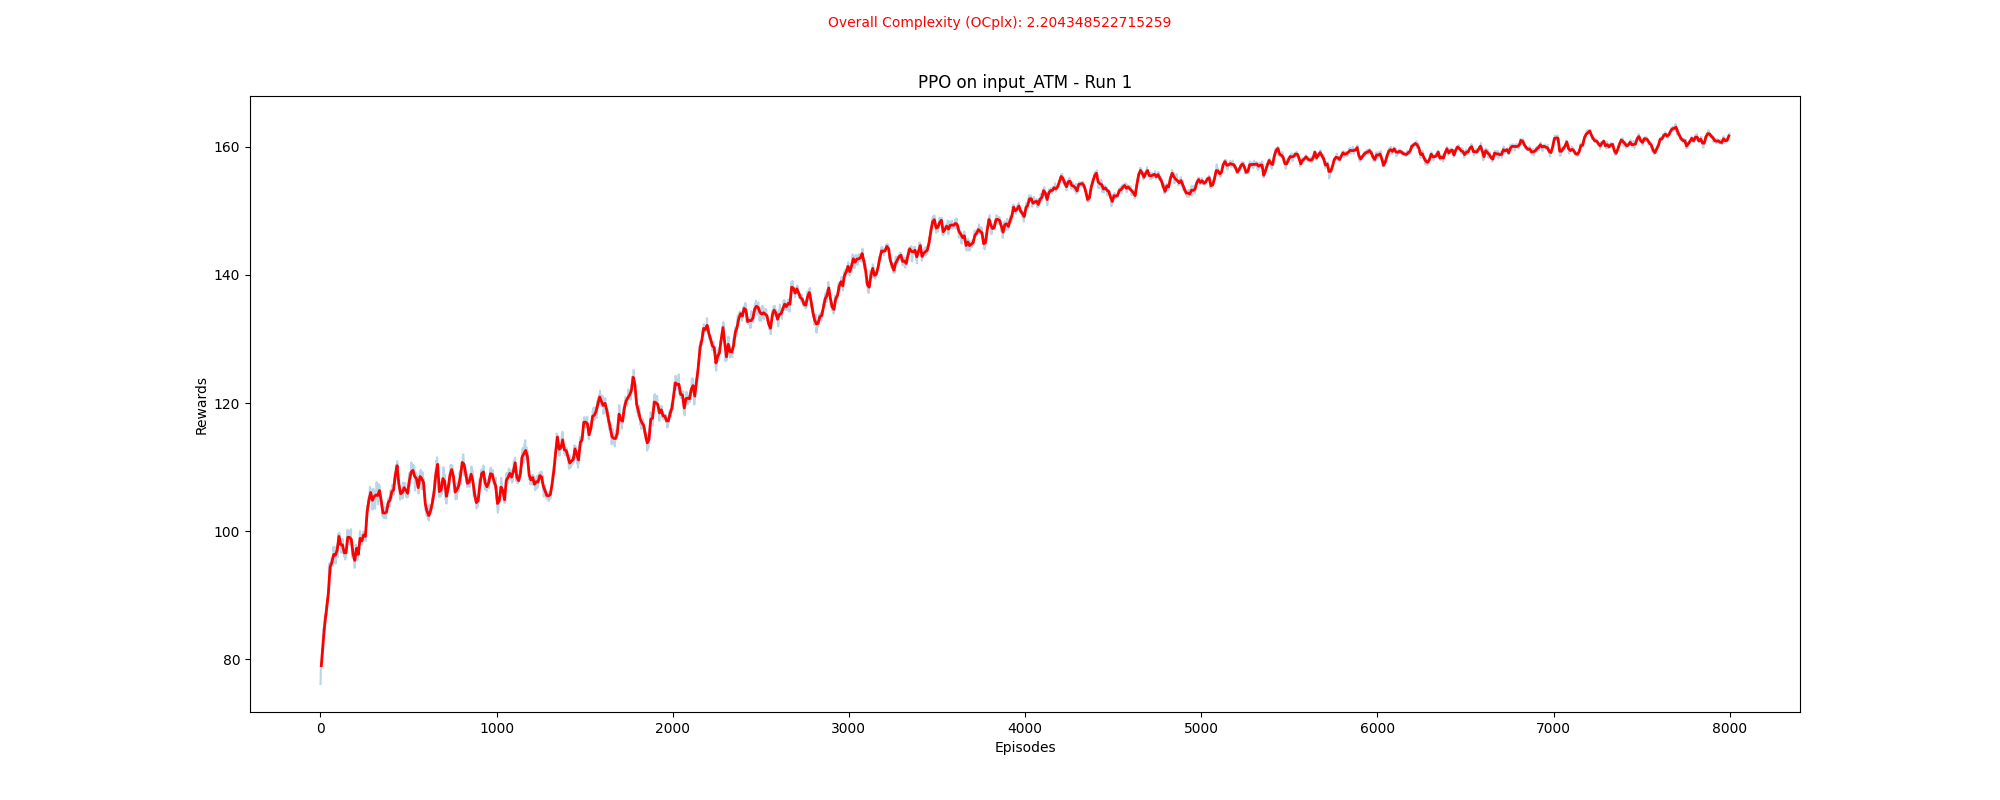 Overall Complexity (OCplx): 2.204348522715259
PPO on input_ATM - Run 1
160
140
120
100
80
Rewards
0 1000 2000 3000 4000 5000 6000 7000 8000
Episodes